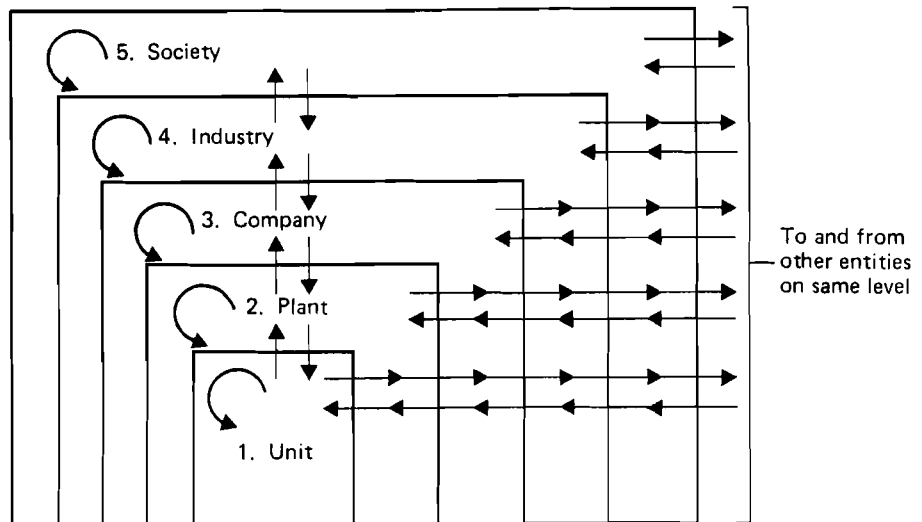 5. Society
4. Industry
3. Company
2. Plant
1. Unit
To and from
other entities
on same level